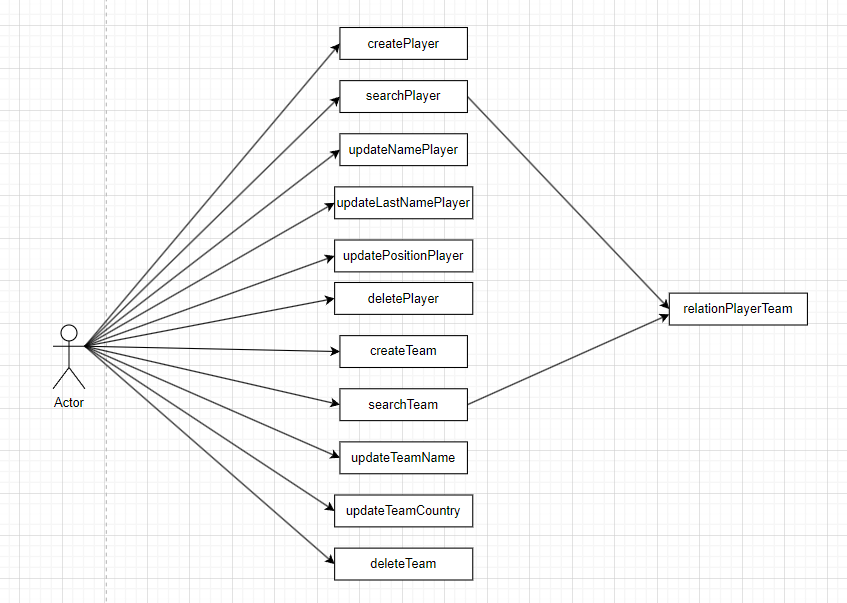 createPlayer
searchPlayer
updateNamePlayer
updateLastNamePlayer
updatePositionPlayer
deletePlayer
relationPlayerTeam
createTeam
Actor
searchTeam
updateTeamName
updateTeamCountry
deleteTeam